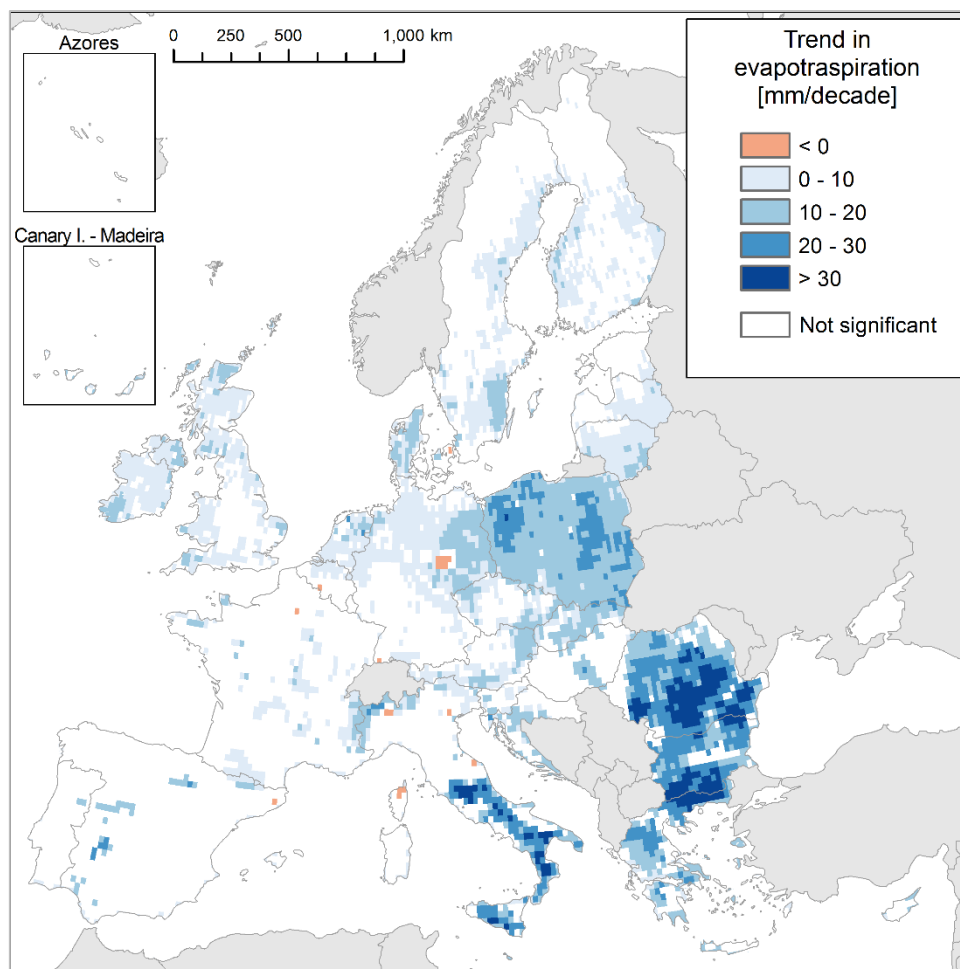 Azores
0 250 500 1,000 km
Canary I. - Madeira
Trend in
evapotraspiration
[mm/decade]
< 0
0 - 10
10 - 20
20 - 30
> 30
Not significant